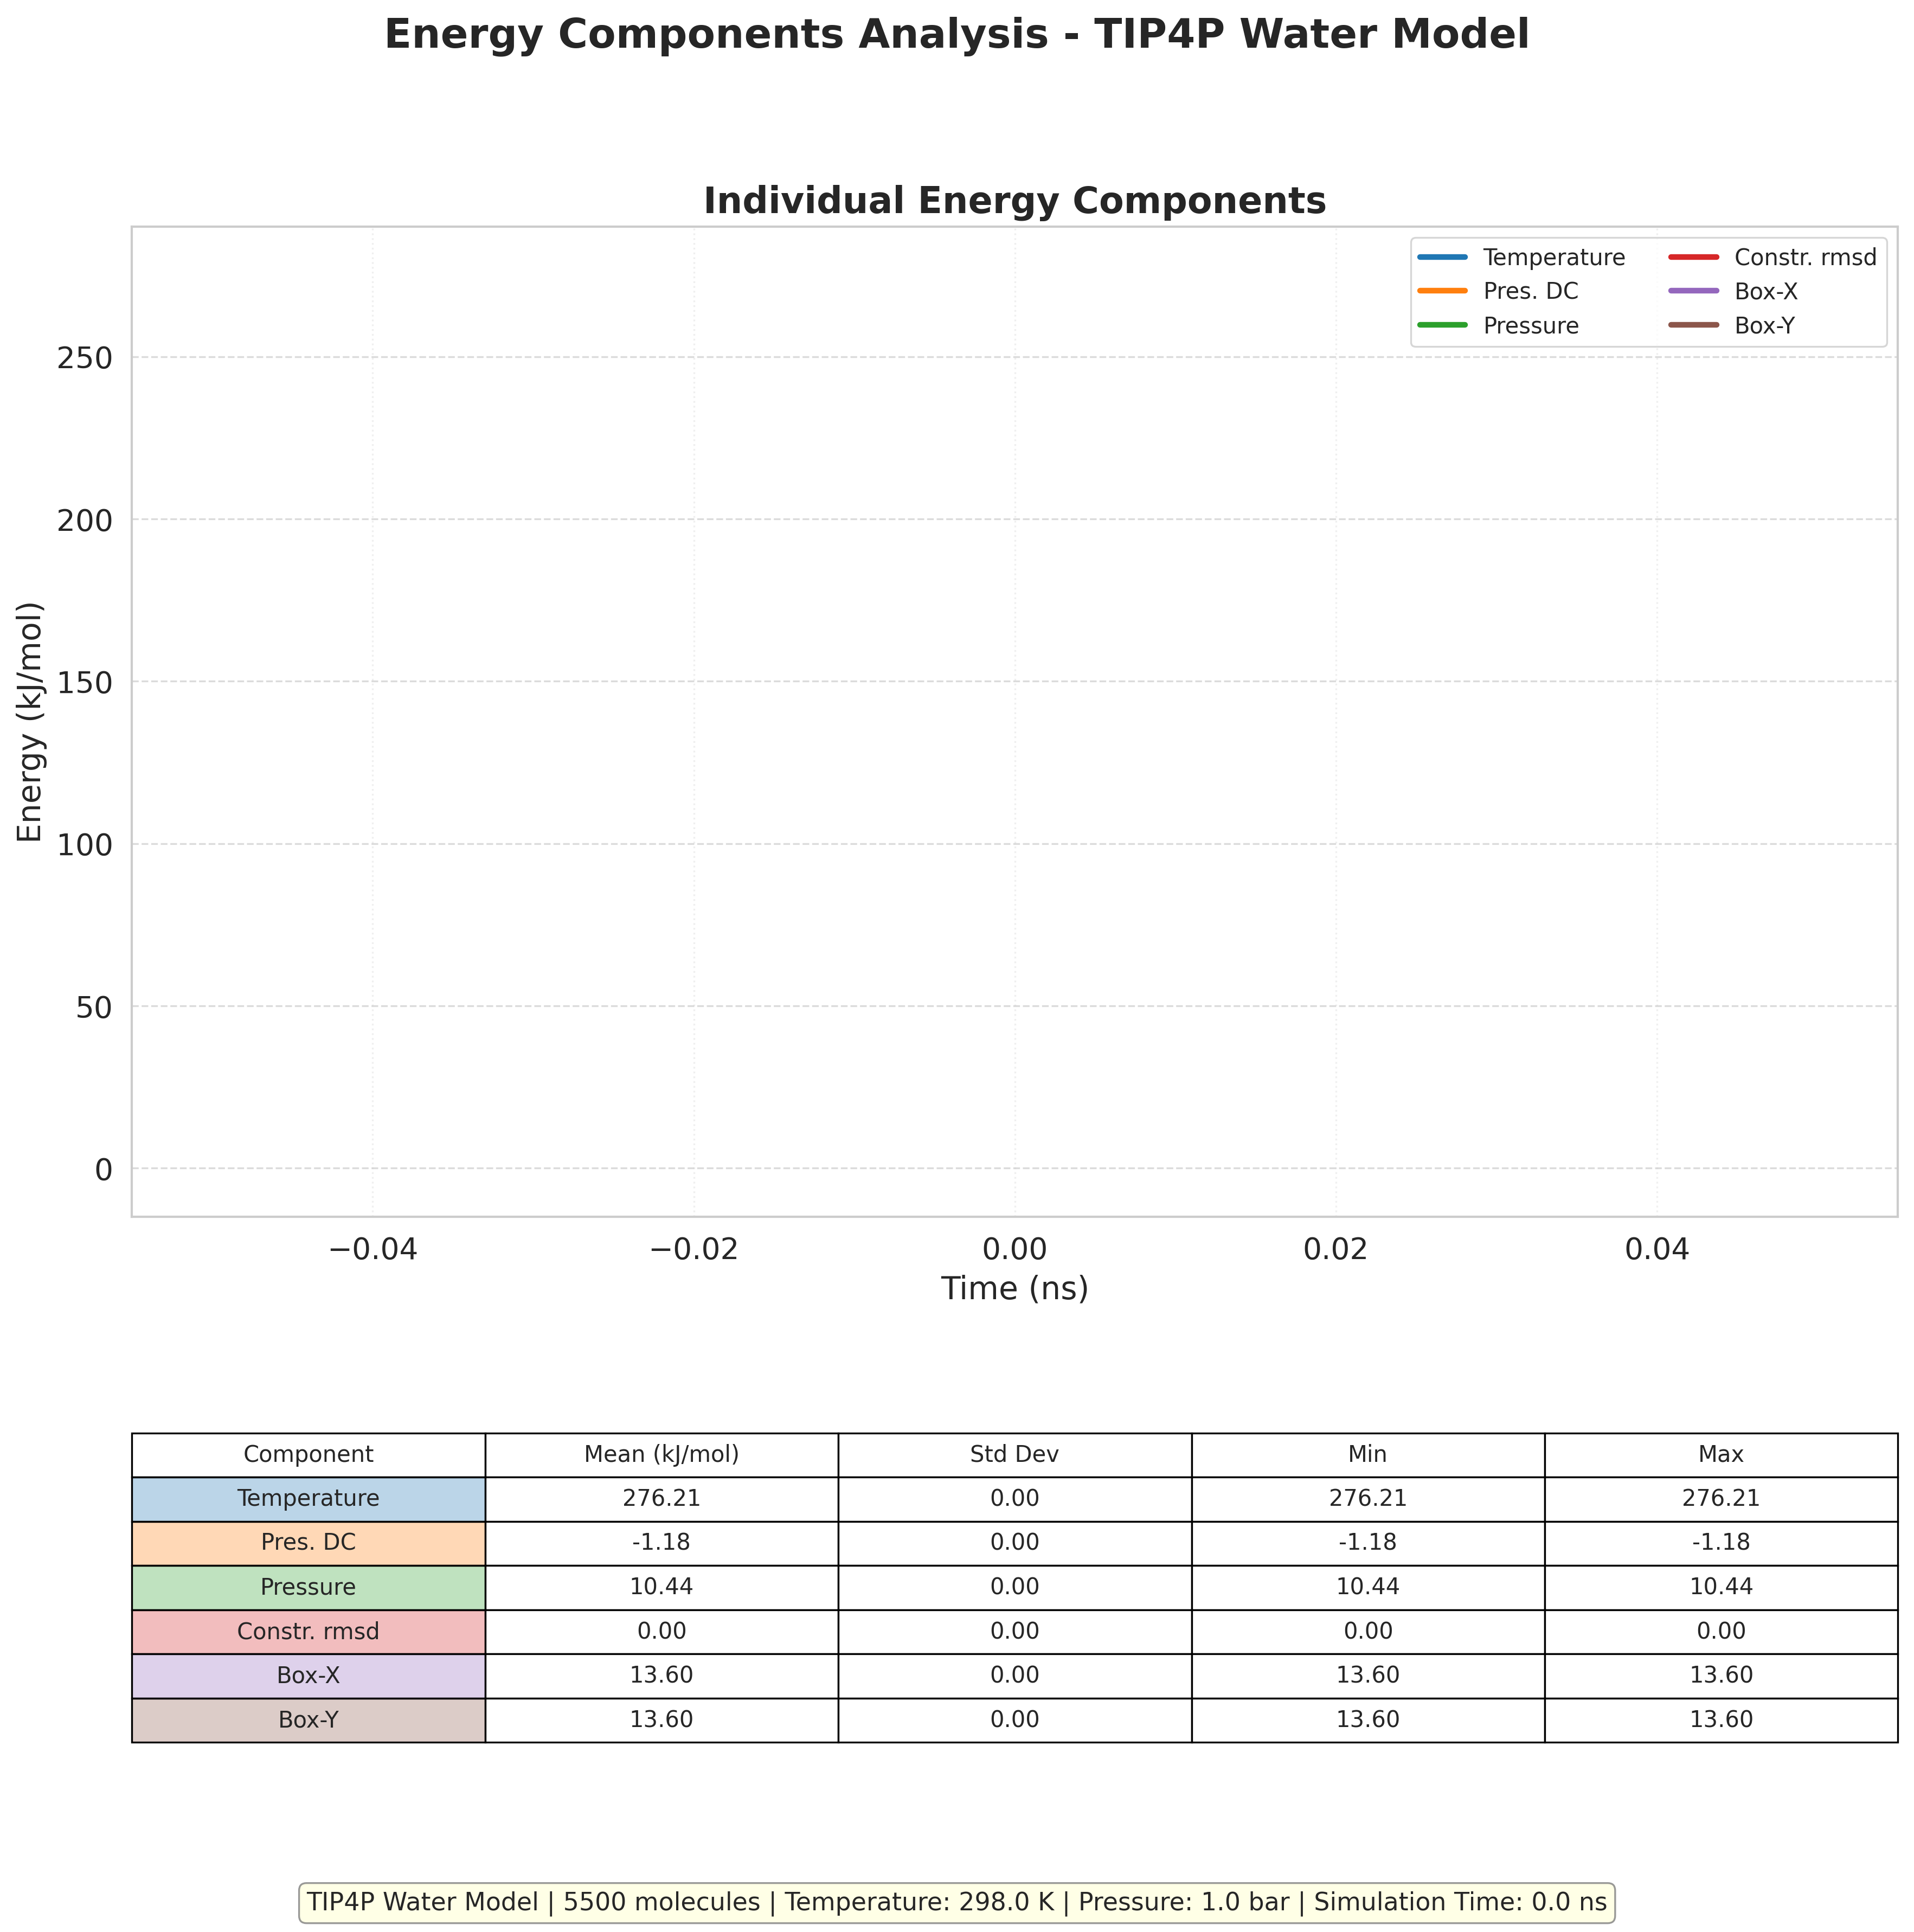 Energy Components Analysis - TIP4P Water Model
Individual Energy Components
Temperature Constr. rmsd
Pres. DC Box-X
Pressure Box-Y
Energy (kJ/mol)
250
200
150
100
50
0
−0.04 −0.02 0.00 0.02 0.04
Time (ns)
Component Mean (kJ/mol) Std Dev Min Max
Temperature 276.21 0.00 276.21 276.21
Pres. DC -1.18 0.00 -1.18 -1.18
Pressure 10.44 0.00 10.44 10.44
Constr. rmsd 0.00 0.00 0.00 0.00
Box-X 13.60 0.00 13.60 13.60
Box-Y 13.60 0.00 13.60 13.60
TIP4P Water Model | 5500 molecules | Temperature: 298.0 K | Pressure: 1.0 bar | Simulation Time: 0.0 ns